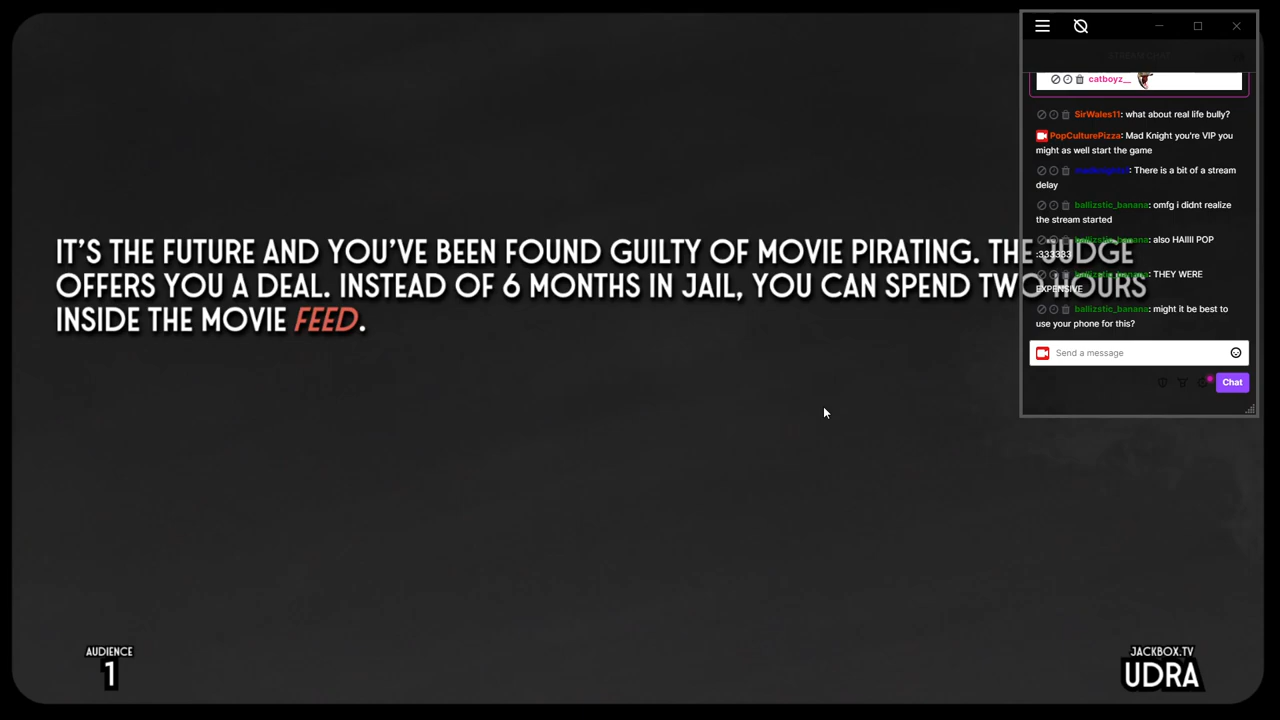 catboyz__
SirWales11: what about real life bully?
PopCulturePizza: Mad Knight you're VIP you
might as well start the game
: There is a bit of a stream
delay
ballizstic_banana: omfg i didnt realize
the stream started
ballizstic_banana: also HAIIII POP
:333333
ballizstic_banana: THEY WERE
EXPENSIVE
ballizstic_banana: might it be best to
use your phone for this?
Send a message
Chat
IT'S THE FUTURE AND YOU'VE BEEN FOUND GUILTY OF MOVIE PIRATING. THE JUDGE
OFFERS YOU A DEAL. INSTEAD OF 6 MONTHS IN JAIL, YOU CAN SPEND TWO HOURS
INSIDE THE MOVIE FEED.
AUDIENCE
1
JACKBOX.TV
UDRA